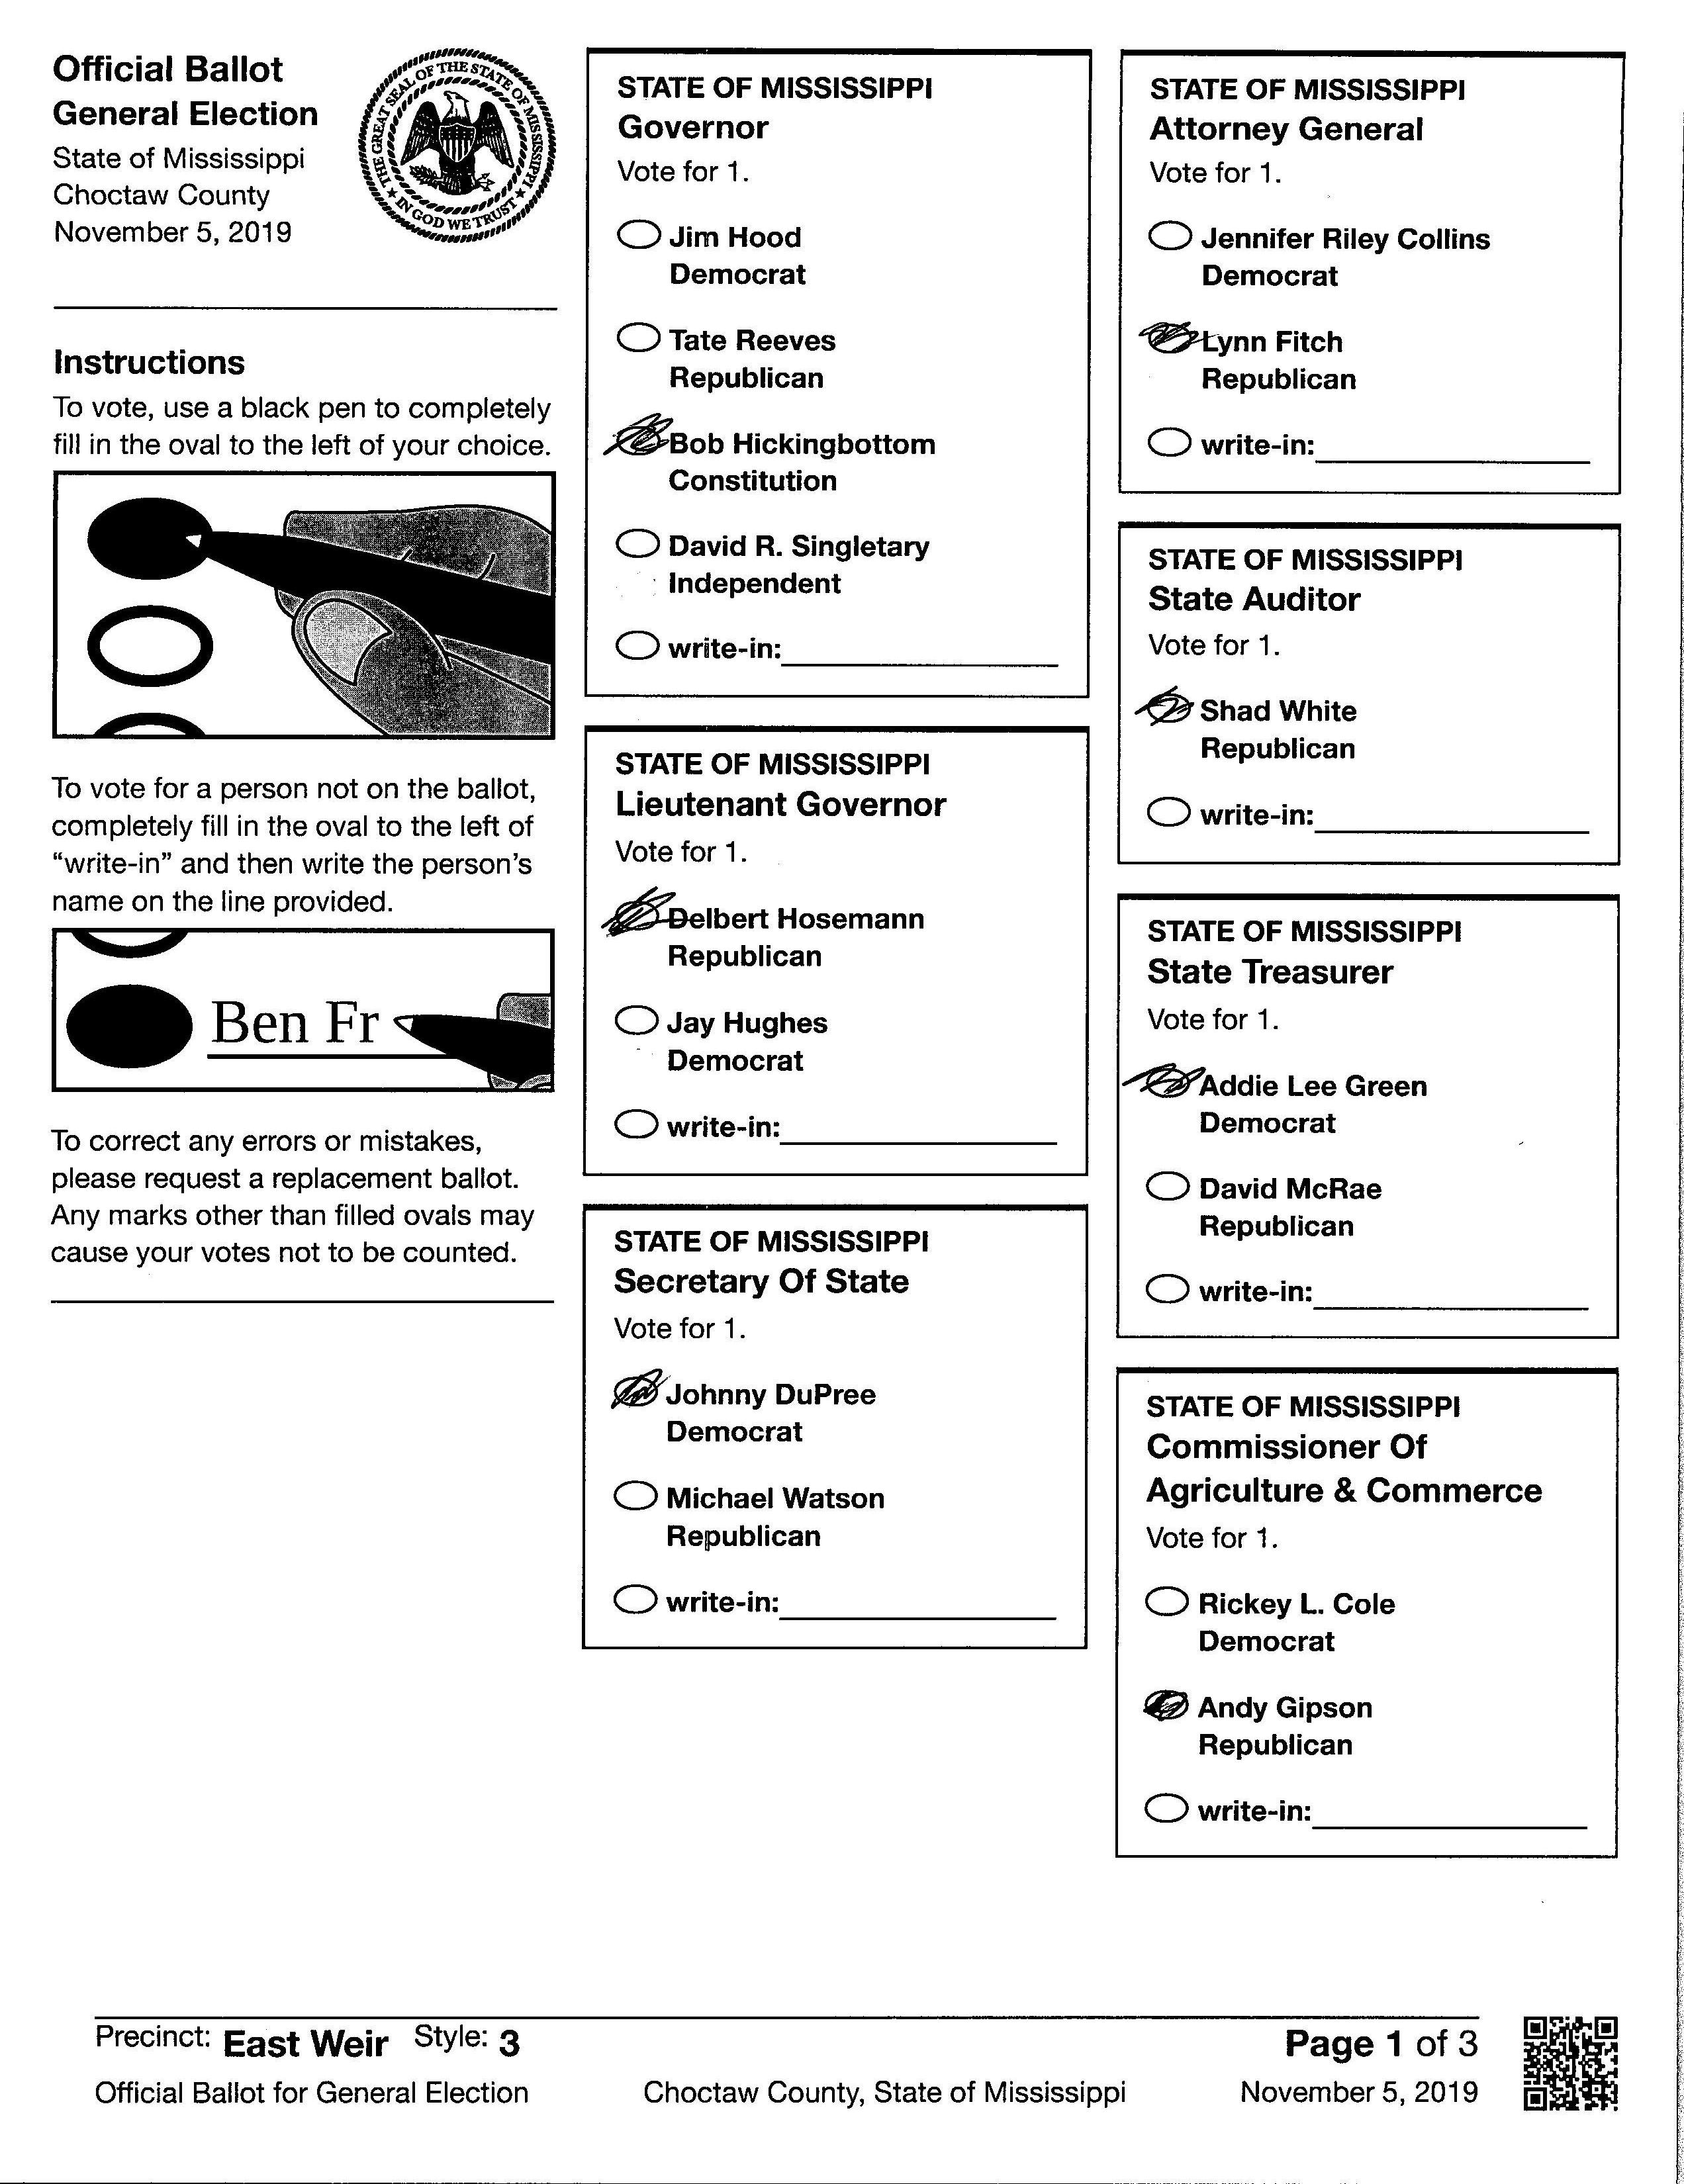 Official Ballot
General Election
State of Mississippi
Choctaw County
November 5, 2019
THE GREAT SEAL OF THE STATE OF MISSISSIPPI
IN GOD WE TRUST
Instructions
To vote, use a black pen to completely
fill in the oval to the left of your choice.
To vote for a person not on the ballot,
completely fill in the oval to the left of
“write-in” and then write the person’s
name on the line provided.
Ben Fr
To correct any errors or mistakes,
please request a replacement ballot.
Any marks other than filled ovals may
cause your votes not to be counted.
STATE OF MISSISSIPPI
Governor
Vote for 1.
Jim Hood
Democrat
Tate Reeves
Republican
Bob Hickingbottom
Constitution
David R. Singletary
Independent
write-in:
STATE OF MISSISSIPPI
Lieutenant Governor
Vote for 1.
Delbert Hosemann
Republican
Jay Hughes
Democrat
write-in:
STATE OF MISSISSIPPI
Secretary Of State
Vote for 1.
Johnny DuPree
Democrat
Michael Watson
Republican
write-in:
STATE OF MISSISSIPPI
Attorney General
Vote for 1.
Jennifer Riley Collins
Democrat
Lynn Fitch
Republican
write-in:
STATE OF MISSISSIPPI
State Auditor
Vote for 1.
Shad White
Republican
write-in:
STATE OF MISSISSIPPI
State Treasurer
Vote for 1.
Addie Lee Green
Democrat
David McRae
Republican
write-in:
STATE OF MISSISSIPPI
Commissioner Of
Agriculture & Commerce
Vote for 1.
Rickey L. Cole
Democrat
Andy Gipson
Republican
write-in:
Precinct: East Weir Style: 3
Page 1 of 3
Official Ballot for General Election
Choctaw County, State of Mississippi
November 5, 2019